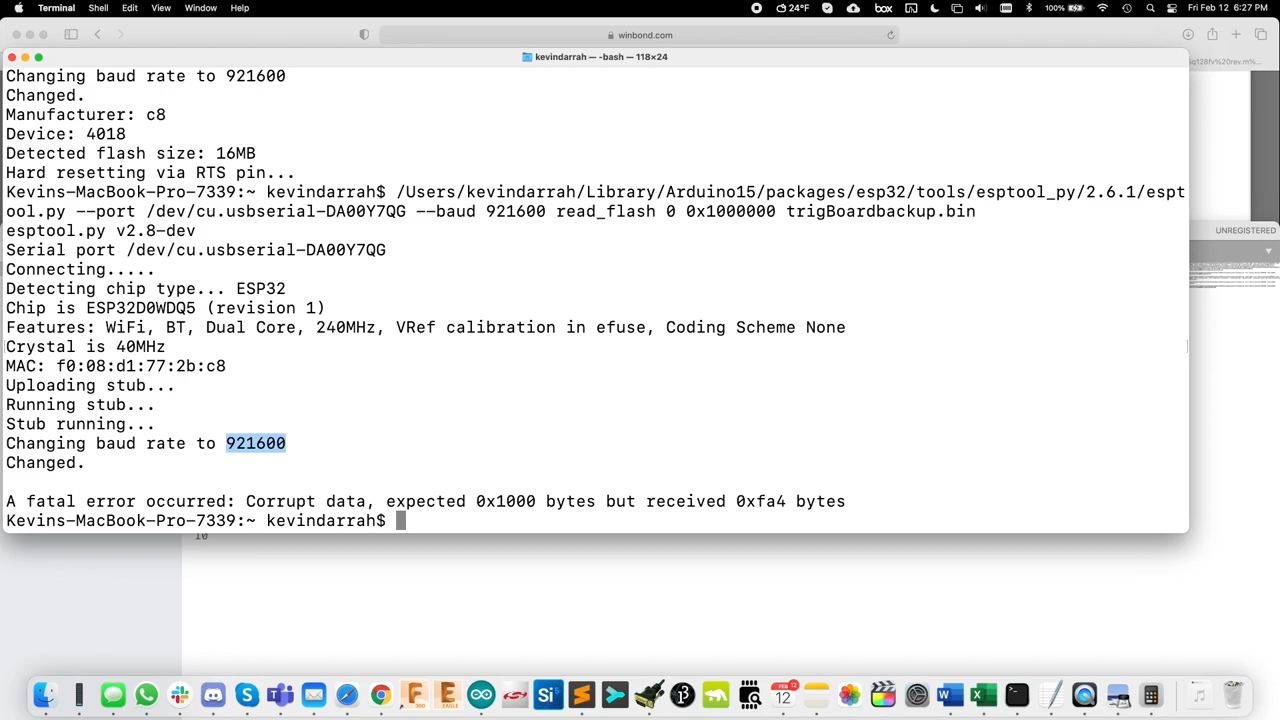 Terminal Shell Edit View Window Help 24°F box 100% Fri Feb 12 6:27 PM
winbond.com
kevindarrah — -bash — 118×24
q128fv%20rev.m%...
Changing baud rate to 921600
Changed.
Manufacturer: c8
Device: 4018
Detected flash size: 16MB
Hard resetting via RTS pin...
Kevins-MacBook-Pro-7339:~ kevindarrah$ /Users/kevindarrah/Library/Arduino15/packages/esp32/tools/esptool_py/2.6.1/espt
ool.py --port /dev/cu.usbserial-DA00Y7QG --baud 921600 read_flash 0 0x1000000 trigBoardbackup.bin
esptool.py v2.8-dev
UNREGISTERED
Serial port /dev/cu.usbserial-DA00Y7QG
Connecting.....
Detecting chip type... ESP32
Chip is ESP32D0WDQ5 (revision 1)
Features: WiFi, BT, Dual Core, 240MHz, VRef calibration in efuse, Coding Scheme None
Crystal is 40MHz
MAC: f0:08:d1:77:2b:c8
Uploading stub...
Running stub...
Stub running...
Changing baud rate to 921600
Changed.
A fatal error occurred: Corrupt data, expected 0x1000 bytes but received 0xfa4 bytes
Kevins-MacBook-Pro-7339:~ kevindarrah$
10